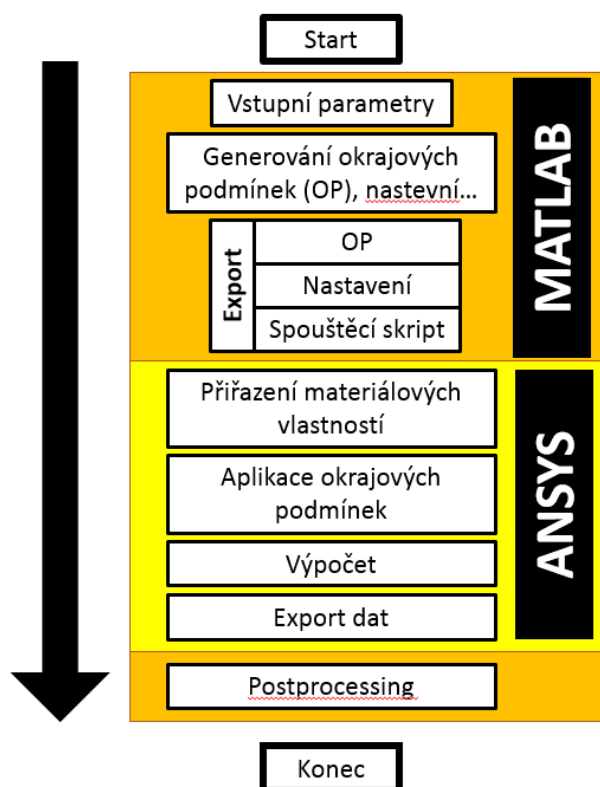 Start
Vstupní parametry
Generování okrajových
podmínek (OP), nastevní...
Export
OP
Nastavení
Spouštěcí skript
MATLAB
Přiřazení materiálových
vlastností
Aplikace okrajových
podmínek
Výpočet
Export dat
ANSYS
Postprocessing
Konec